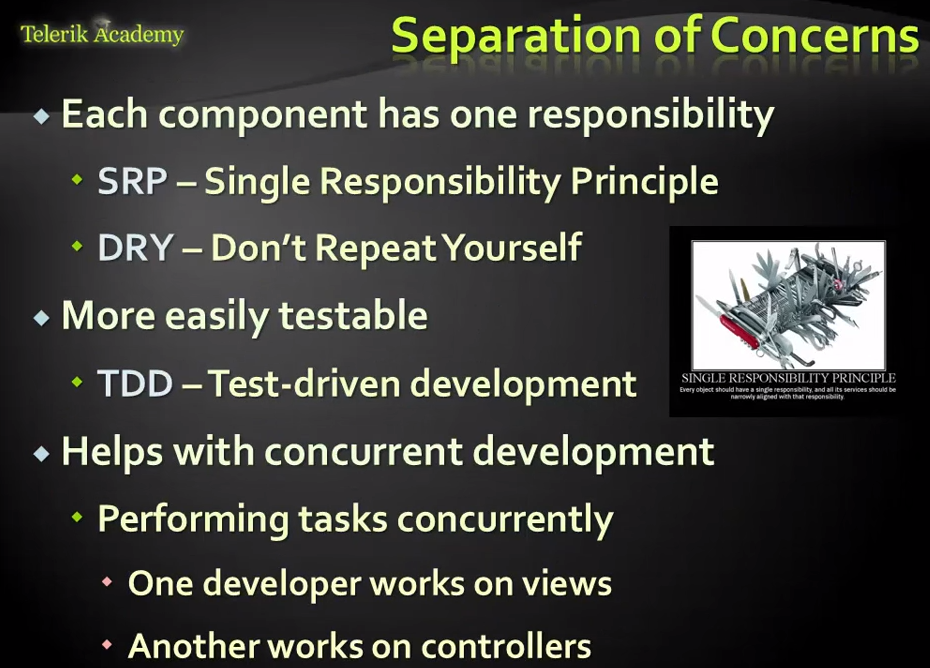 Telerik Academy
Separation of Concerns
Each component has one responsibility
SRP – Single Responsibility Principle
DRY – Don't Repeat Yourself
More easily testable
TDD – Test-driven development
SINGLE RESPONSIBILITY PRINCIPLE
Every object should have a single responsibility, and all its services should be
narrowly aligned with that responsibility.
Helps with concurrent development
Performing tasks concurrently
One developer works on views
Another works on controllers